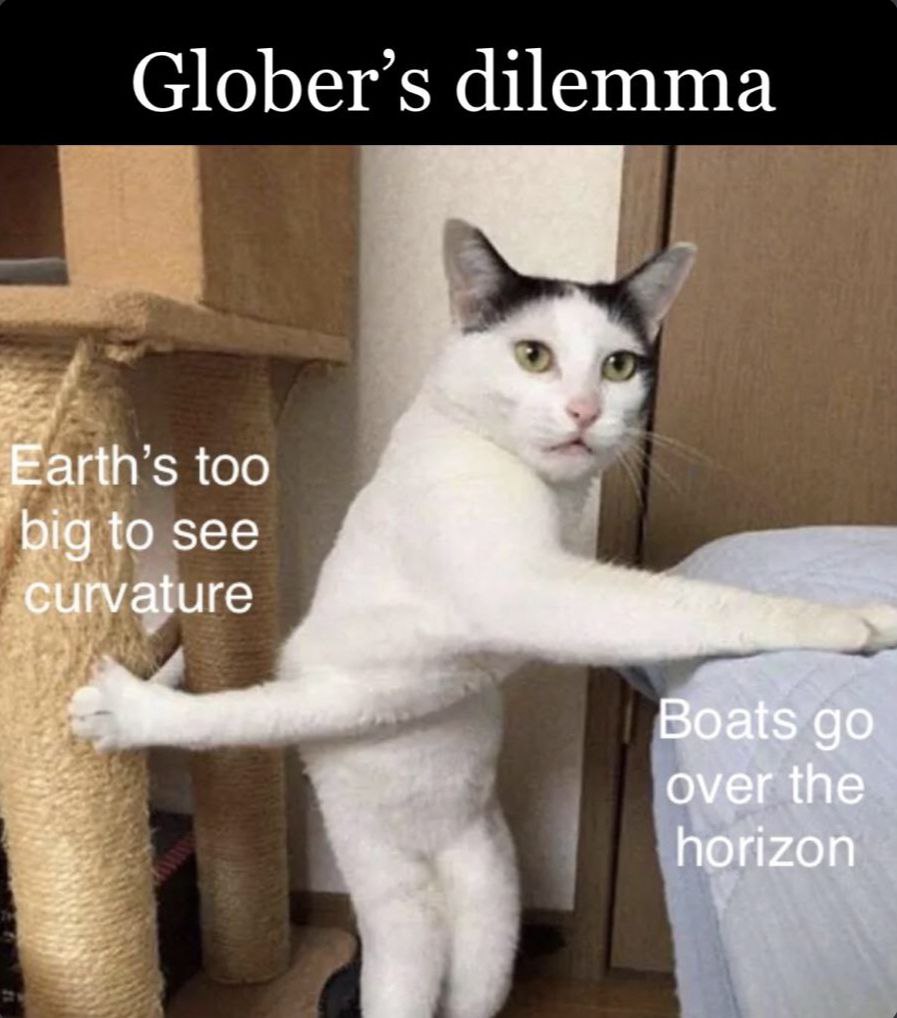 Glober’s dilemma
Earth’s too
big to see
curvature
Boats go
over the
horizon